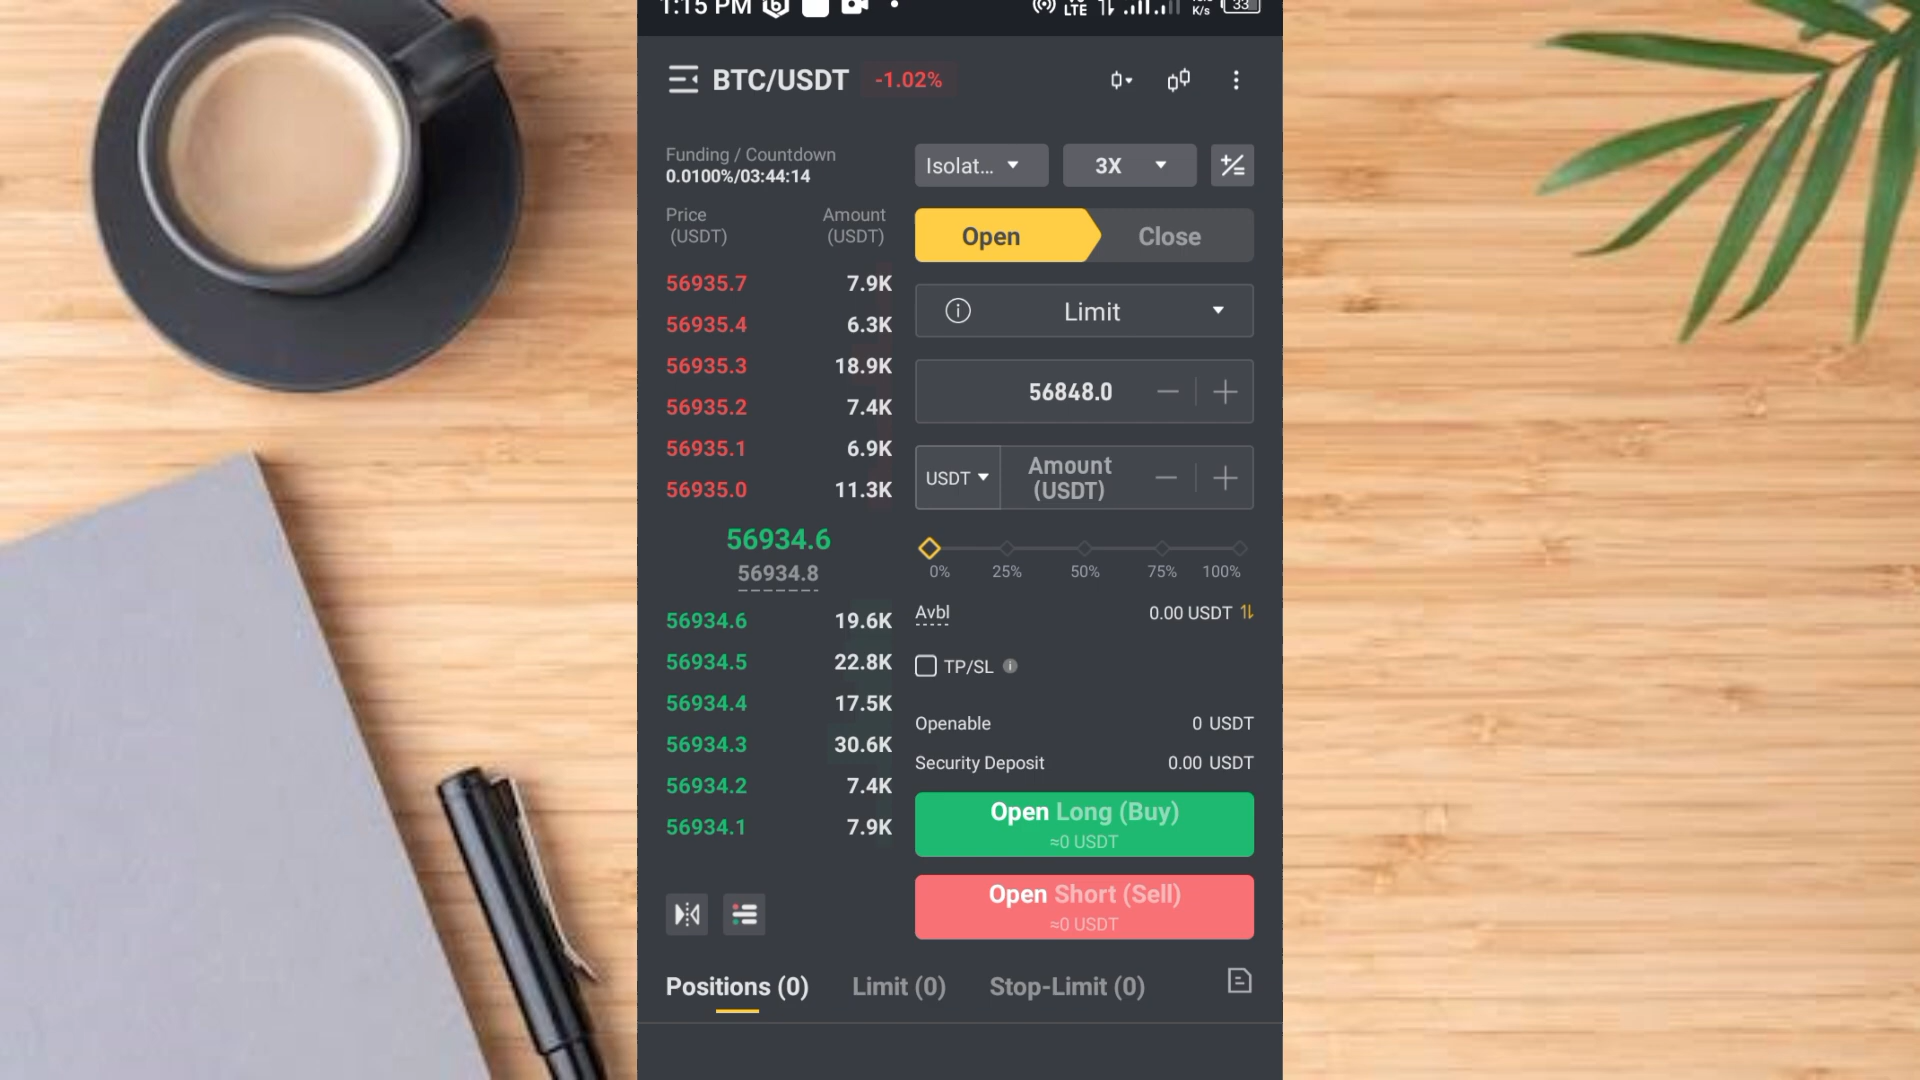 1:15 PM
LTE K/s 33
BTC/USDT -1.02%
Funding / Countdown
0.0100%/03:44:14
Isolat... 3X
Price (USDT) Amount (USDT)
Open Close
56935.7 7.9K
56935.4 6.3K
56935.3 18.9K
56935.2 7.4K
56935.1 6.9K
56935.0 11.3K
56934.6
56934.8
56934.6 19.6K
56934.5 22.8K
56934.4 17.5K
56934.3 30.6K
56934.2 7.4K
56934.1 7.9K
Limit
56848.0
USDT Amount (USDT)
0% 25% 50% 75% 100%
Avbl 0.00 USDT
TP/SL
Openable 0 USDT
Security Deposit 0.00 USDT
Open Long (Buy)
≈0 USDT
Open Short (Sell)
≈0 USDT
Positions (0) Limit (0) Stop-Limit (0)